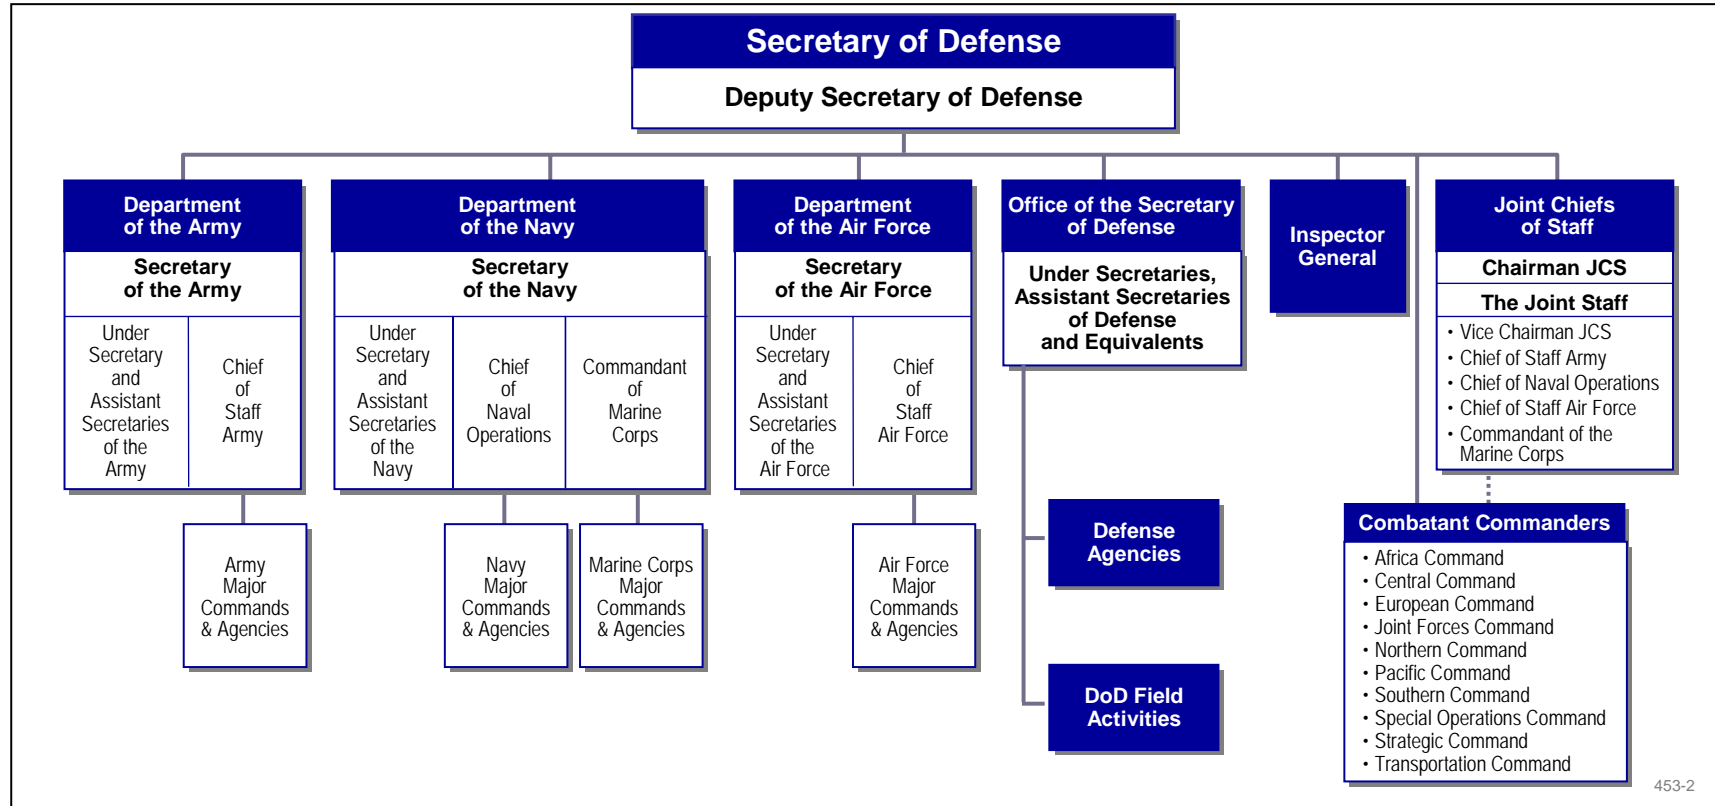 Secretary of Defense
Deputy Secretary of Defense
Department
of the Army
Secretary
of the Army
Under
Secretary
and
Assistant
Secretaries
of the
Army
Chief
of
Staff
Army
Army
Major
Commands
& Agencies
Department
of the Navy
Secretary
of the Navy
Under
Secretary
and
Assistant
Secretaries
of the
Navy
Chief
of
Naval
Operations
Commandant
of
Marine
Corps
Navy
Major
Commands
& Agencies
Marine Corps
Major
Commands
& Agencies
Department
of the Air Force
Secretary
of the Air Force
Under
Secretary
and
Assistant
Secretaries
of the
Air Force
Chief
of
Staff
Air Force
Air Force
Major
Commands
& Agencies
Office of the Secretary
of Defense
Under Secretaries,
Assistant Secretaries
of Defense
and Equivalents
Defense
Agencies
DoD Field
Activities
Inspector
General
Joint Chiefs
of Staff
Chairman JCS
The Joint Staff
• Vice Chairman JCS
• Chief of Staff Army
• Chief of Naval Operations
• Chief of Staff Air Force
• Commandant of the
Marine Corps
Combatant Commanders
• Africa Command
• Central Command
• European Command
• Joint Forces Command
• Northern Command
• Pacific Command
• Southern Command
• Special Operations Command
• Strategic Command
• Transportation Command
453-2